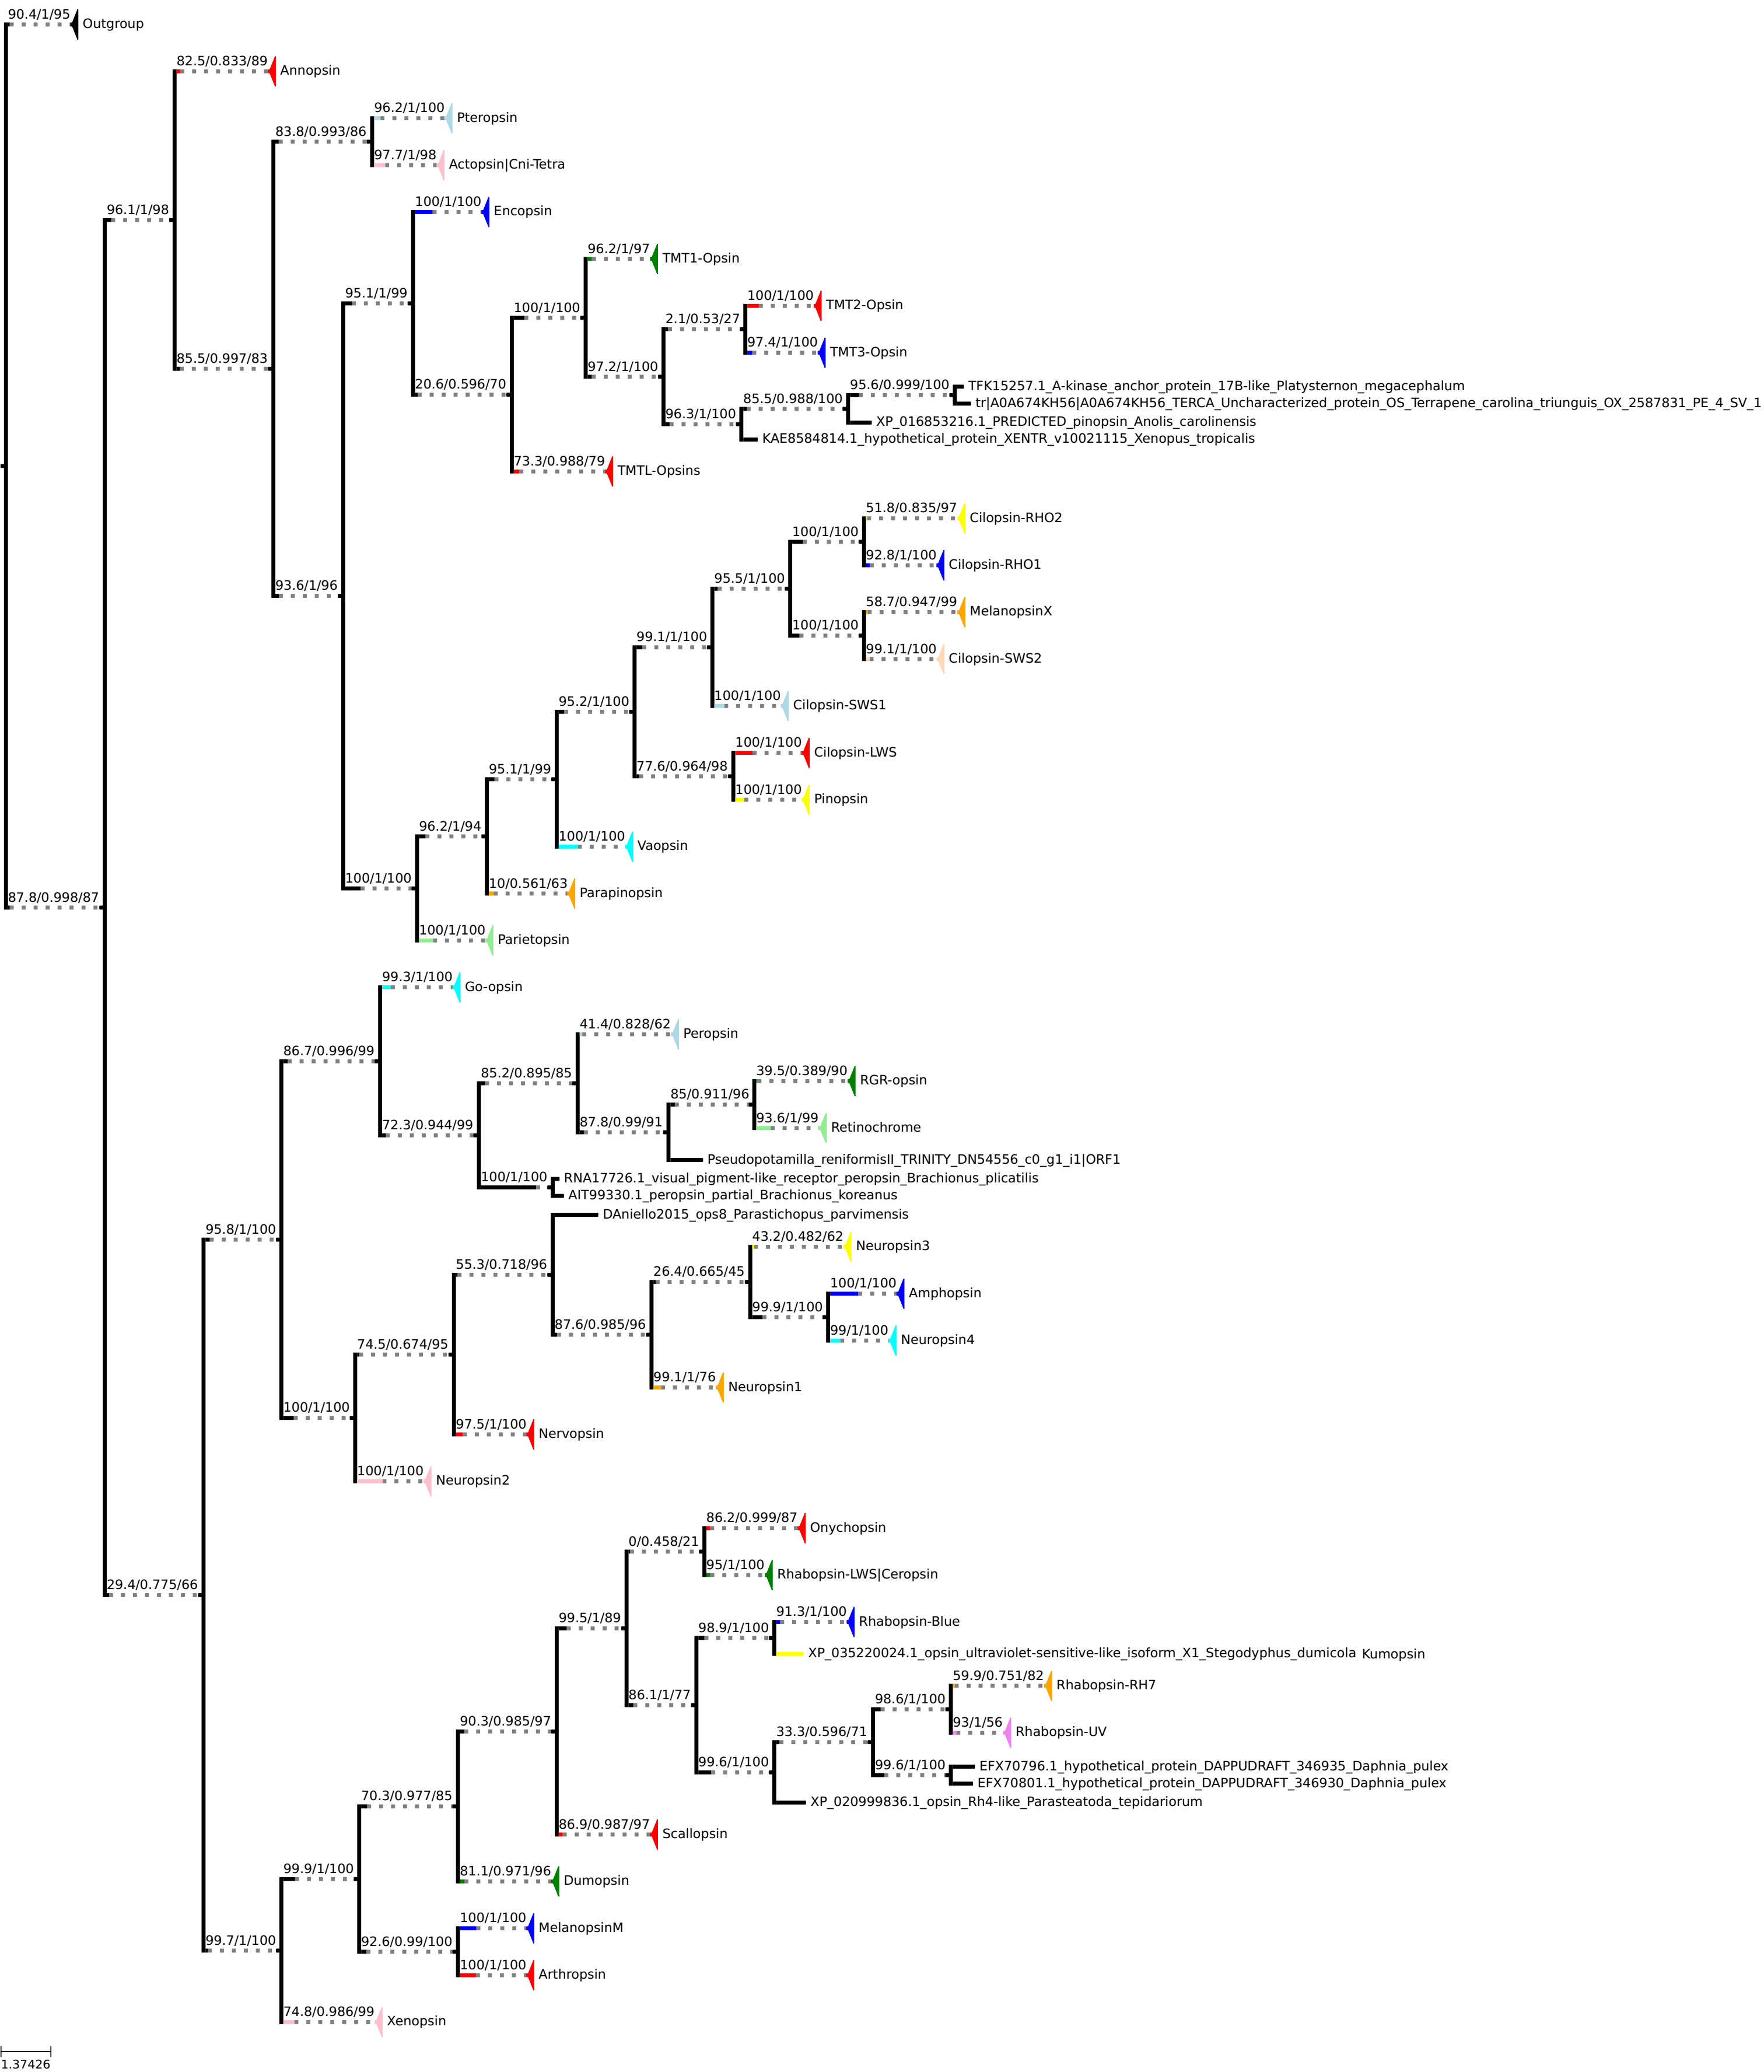 90.4/1/95 Outgroup
82.5/0.833/89 Annopsin
96.2/1/100 Pteropsin
83.8/0.993/86
97.7/1/98 Actopsin|Cni-Tetra
96.1/1/98
100/1/100 Encopsin
96.2/1/97 TMT1-Opsin
95.1/1/99
100/1/100
100/1/100 TMT2-Opsin
2.1/0.53/27
97.4/1/100 TMT3-Opsin
85.5/0.997/83
97.2/1/100
20.6/0.596/70
95.6/0.999/100 TFK15257.1_A-kinase_anchor_protein_17B-like_Platysternon_megacephalum
85.5/0.988/100 tr|A0A674KH56|A0A674KH56_TERCA_Uncharacterized_protein_OS_Terrapene_carolina_triunguis_OX_2587831_PE_4_SV_1
96.3/1/100 XP_016853216.1_PREDICTED_pinopsin_Anolis_carolinensis
KAE8584814.1_hypothetical_protein_XENTR_v10021115_Xenopus_tropicalis
73.3/0.988/79 TMTL-Opsins
51.8/0.835/97 Cilopsin-RHO2
100/1/100
92.8/1/100 Cilopsin-RHO1
95.5/1/100
93.6/1/96
58.7/0.947/99 MelanopsinX
100/1/100
99.1/1/100
99.1/1/100 Cilopsin-SWS2
95.2/1/100
100/1/100 Cilopsin-SWS1
100/1/100 Cilopsin-LWS
77.6/0.964/98
95.1/1/99
100/1/100 Pinopsin
96.2/1/94
100/1/100 Vaopsin
100/1/100
10/0.561/63 Parapinopsin
87.8/0.998/87
100/1/100 Parietopsin
99.3/1/100 Go-opsin
41.4/0.828/62 Peropsin
86.7/0.996/99
85.2/0.895/85
39.5/0.389/90 RGR-opsin
85/0.911/96
93.6/1/99 Retinochrome
72.3/0.944/99
87.8/0.99/91
Pseudopotamilla_reniformisII_TRINITY_DN54556_c0_g1_i1|ORF1
100/1/100 RNA17726.1_visual_pigment-like_receptor_peropsin_Brachionus_plicatilis
AIT99330.1_peropsin_partial_Brachionus_koreanus
DAniello2015_ops8_Parastichopus_parvimensis
95.8/1/100
43.2/0.482/62 Neuropsin3
55.3/0.718/96
26.4/0.665/45
100/1/100 Amphopsin
99.9/1/100
87.6/0.985/96
99/1/100 Neuropsin4
74.5/0.674/95
99.1/1/76 Neuropsin1
100/1/100
97.5/1/100 Nervopsin
100/1/100 Neuropsin2
86.2/0.999/87 Onychopsin
0/0.458/21
95/1/100 Rhabopsin-LWS|Ceropsin
29.4/0.775/66
99.5/1/89
91.3/1/100 Rhabopsin-Blue
98.9/1/100
XP_035220024.1_opsin_ultraviolet-sensitive-like_isoform_X1_Stegodyphus_dumicola Kumopsin
59.9/0.751/82 Rhabopsin-RH7
86.1/1/77
98.6/1/100
90.3/0.985/97
93/1/56 Rhabopsin-UV
33.3/0.596/71
99.6/1/100
99.6/1/100 EFX70796.1_hypothetical_protein_DAPPUDRAFT_346935_Daphnia_pulex
EFX70801.1_hypothetical_protein_DAPPUDRAFT_346930_Daphnia_pulex
XP_020999836.1_opsin_Rh4-like_Parasteatoda_tepidariorum
70.3/0.977/85
86.9/0.987/97 Scallopsin
99.9/1/100
81.1/0.971/96 Dumopsin
100/1/100 MelanopsinM
99.7/1/100
92.6/0.99/100
100/1/100 Arthropsin
74.8/0.986/99 Xenopsin
1.37426